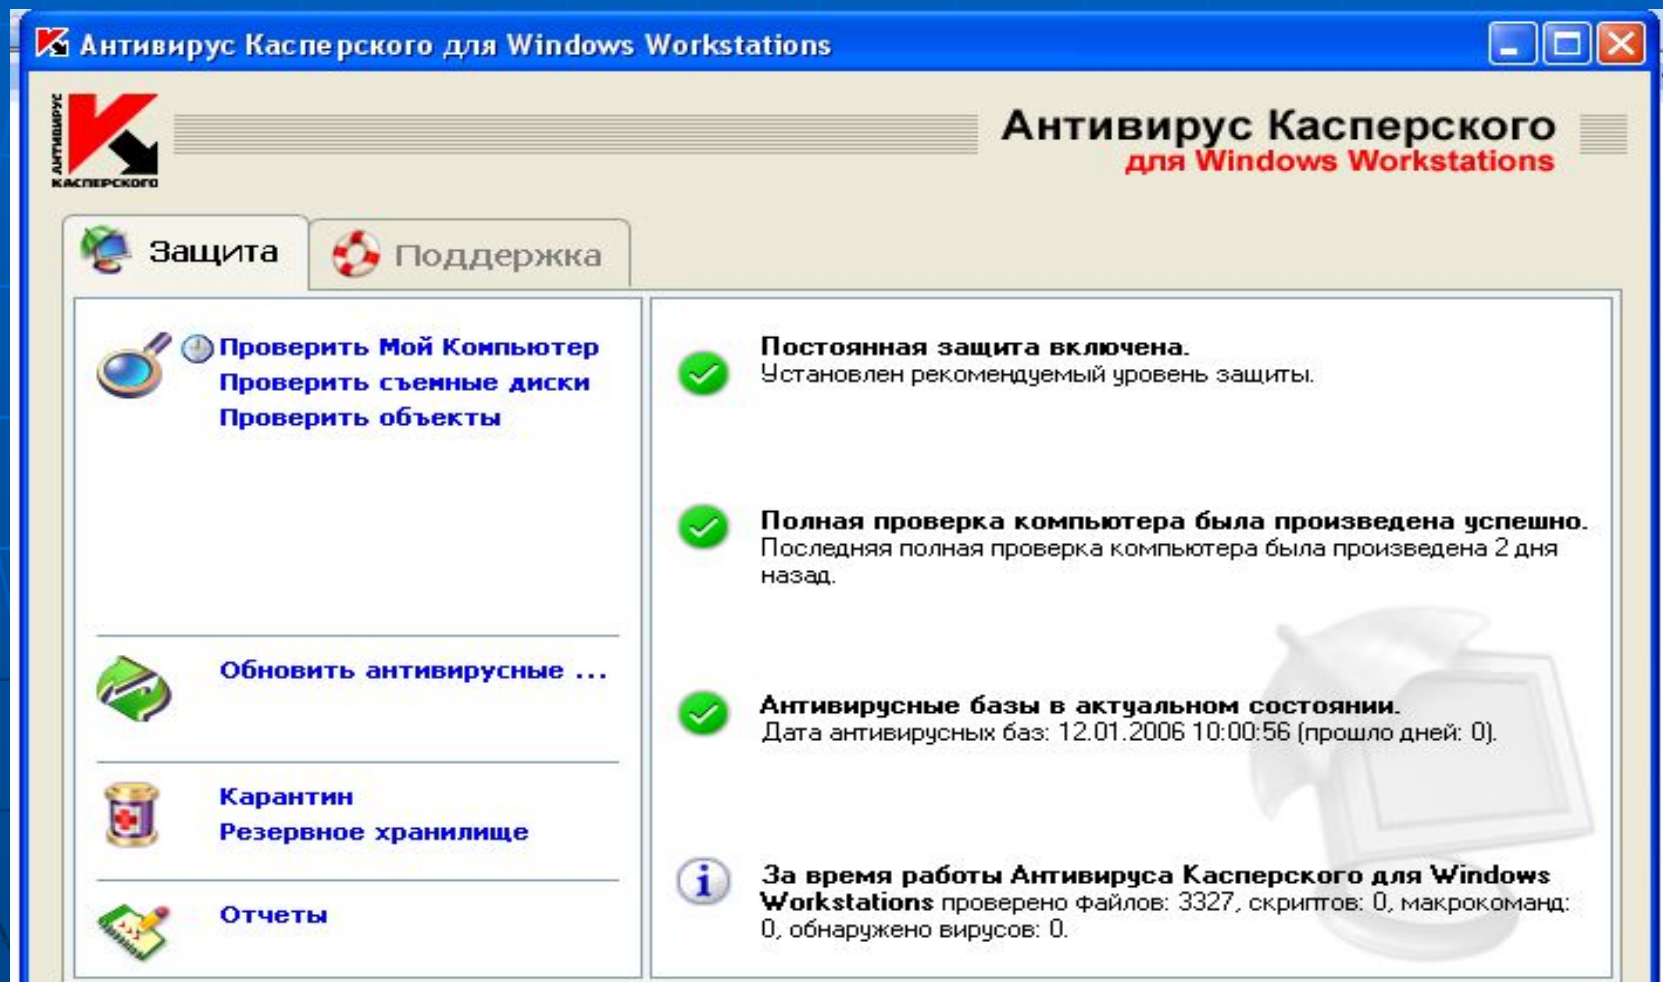 Антивирус Касперского для Windows Workstations
АНТИВИРУС
КАСПЕРСКОГО
Антивирус Касперского
для Windows Workstations
Защита
Поддержка
Проверить Мой Компьютер
Проверить съемные диски
Проверить объекты
Обновить антивирусные ...
Карантин
Резервное хранилище
Отчеты
Постоянная защита включена.
Установлен рекомендуемый уровень защиты.
Полная проверка компьютера была произведена успешно.
Последняя полная проверка компьютера была произведена 2 дня
назад.
Антивирусные базы в актуальном состоянии.
Дата антивирусных баз: 12.01.2006 10:00:56 (прошло дней: 0).
За время работы Антивируса Касперского для Windows
Workstations проверено файлов: 3327, скриптов: 0, макрокоманд:
0, обнаружено вирусов: 0.